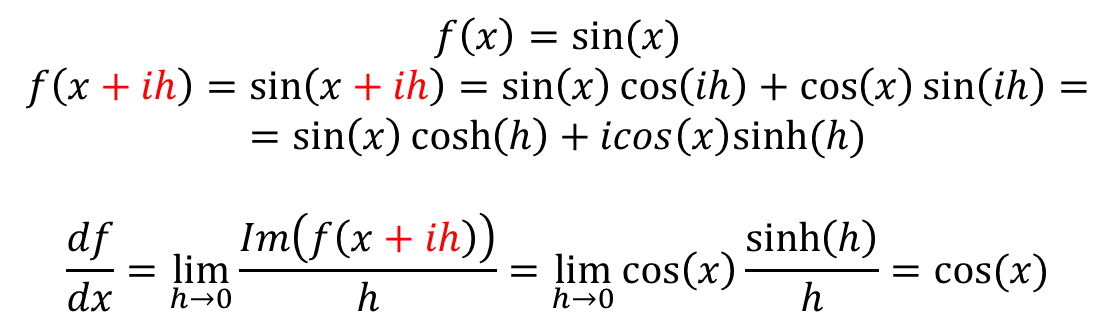 f(x) = sin(x)
f(x + ih) = sin(x + ih) = sin(x) cos(ih) + cos(x) sin(ih) =
= sin(x) cosh(h) + icos(x)sinh(h)
df/dx = lim_{h→0} Im(f(x + ih))/h = lim_{h→0} cos(x) sinh(h)/h = cos(x)